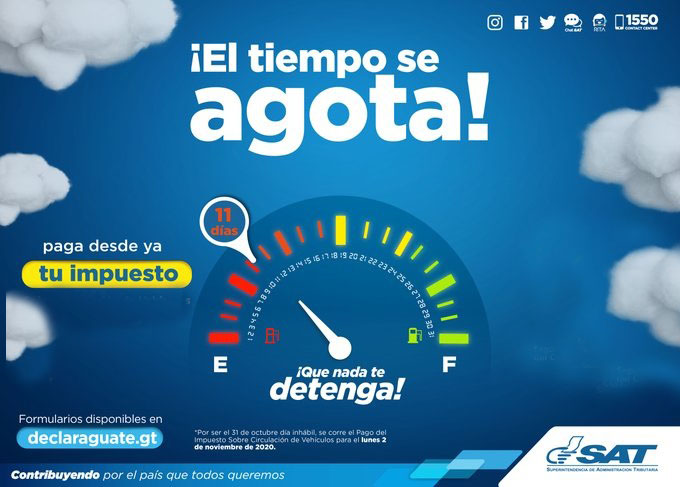 Chat SAT
RITA
1550
CONTACT CENTER
¡El tiempo se
agota!
11
días
paga desde ya
tu impuesto
1 2 3 4 5 6 7 8 9 10 11 12 13 14 15 16 17 18 19 20 21 22 23 24 25 26 27 28 29 30 31
E
F
¡Que nada te
detenga!
Formularios disponibles en
declaraguate.gt
*Por ser el 31 de octubre día inhábil, se corre el Pago del
Impuesto Sobre Circulación de Vehículos para el lunes 2
de noviembre de 2020.
SAT
SUPERINTENDENCIA DE ADMINISTRACIÓN TRIBUTARIA
Contribuyendo por el país que todos queremos